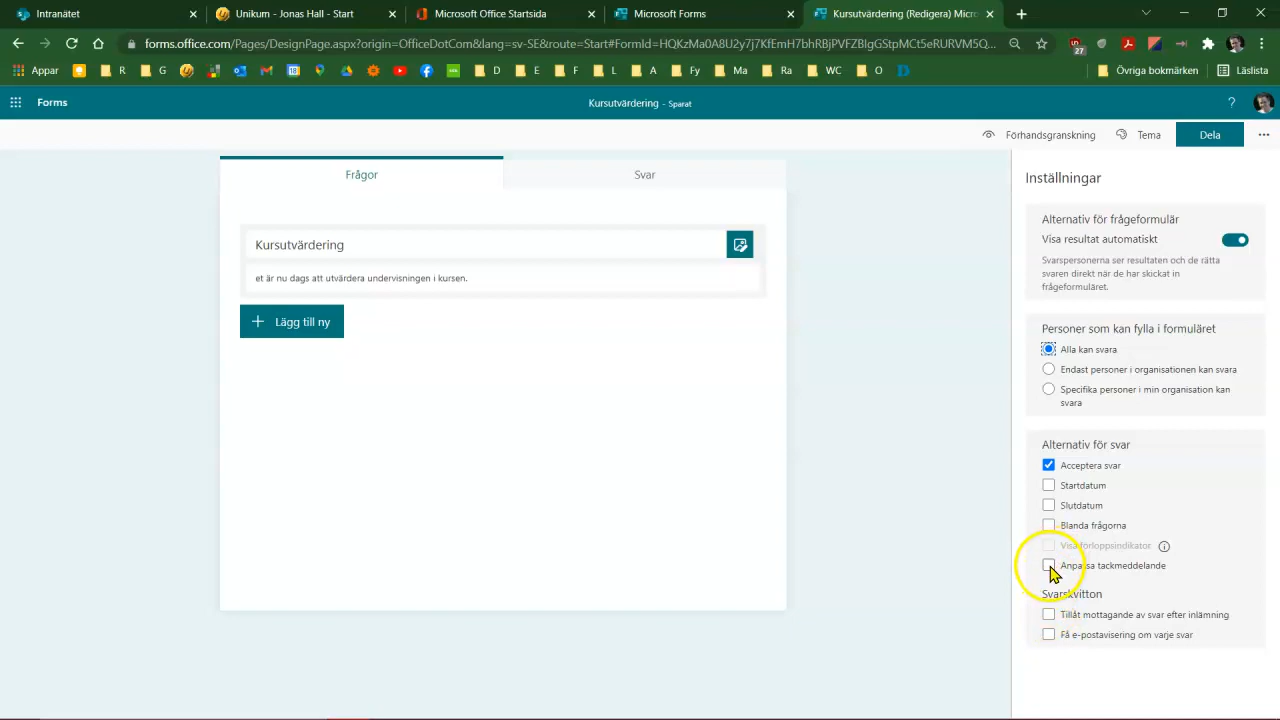 Intranätet
Unikum - Jonas Hall - Start
Microsoft Office Startsida
Microsoft Forms
Kursutvärdering (Redigera) Micro
forms.office.com/Pages/DesignPage.aspx?origin=OfficeDotCom&lang=sv-SE&route=Start#FormId=HQKzMa0A8U2y7j7KfEmH7bhRBjPVFZBIgGStpMCt5eRURVM5Q...
27
Appar
R
G
18
D
E
F
L
A
Fy
Ma
Ra
WC
O
Övriga bokmärken
Läslista
Forms
Kursutvärdering - Sparat
?
Förhandsgranskning
Tema
Dela
...
Frågor
Svar
Kursutvärdering
et är nu dags att utvärdera undervisningen i kursen.
+ Lägg till ny
Inställningar
Alternativ för frågeformulär
Visa resultat automatiskt
Svarspersonerna ser resultaten och de rätta
svaren direkt när de har skickat in
frågeformuläret.
Personer som kan fylla i formuläret
Alla kan svara
Endast personer i organisationen kan svara
Specifika personer i min organisation kan
svara
Alternativ för svar
Acceptera svar
Startdatum
Slutdatum
Blanda frågorna
Visa förloppsindikator
Anpassa tackmeddelande
Svarskvitton
Tillåt mottagande av svar efter inlämning
Få e-postavisering om varje svar